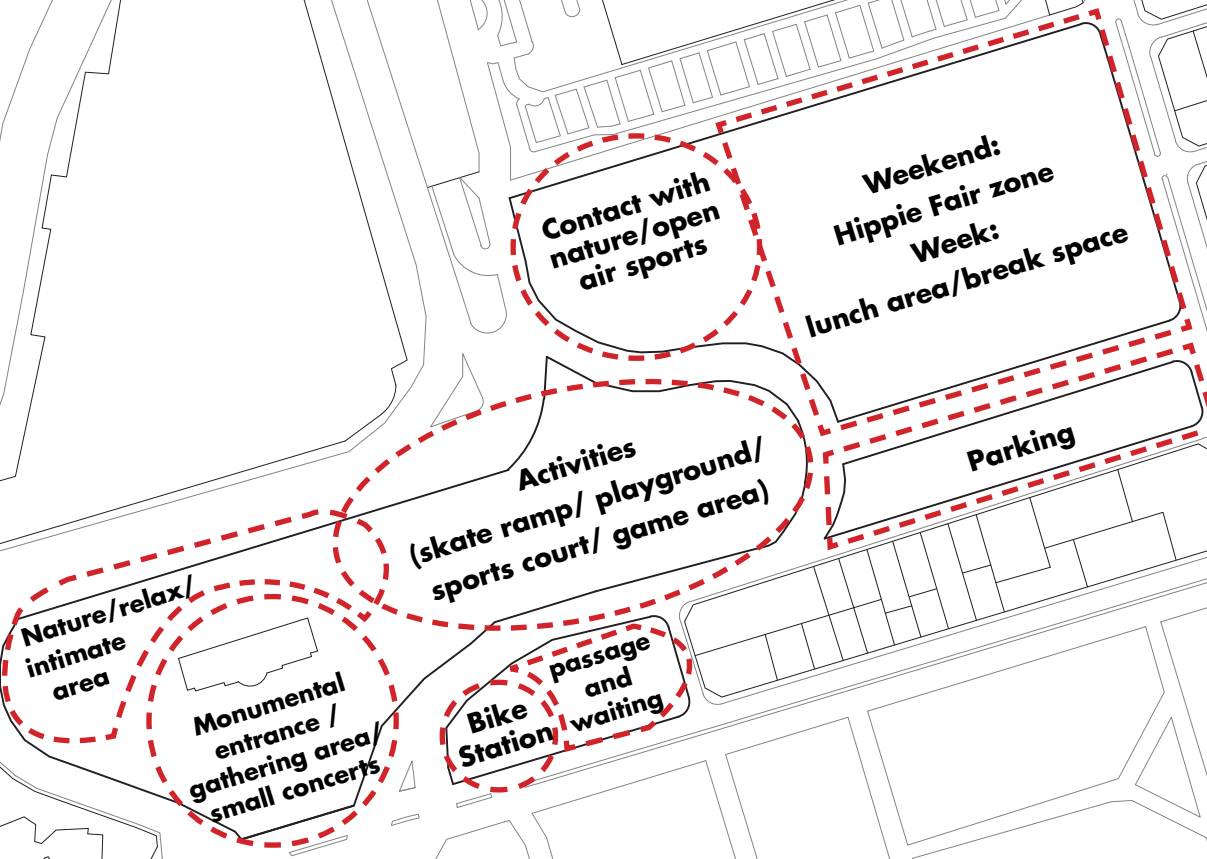 Contact with
nature/open
air sports
Weekend:
Hippie Fair zone
Week:
lunch area/break space
Parking
Activities
(skate ramp/ playground/
sports court/ game area)
Nature/relax/
intimate
area
Monumental
entrance /
gathering area/
small concerts
Bike
Station
passage
and
waiting